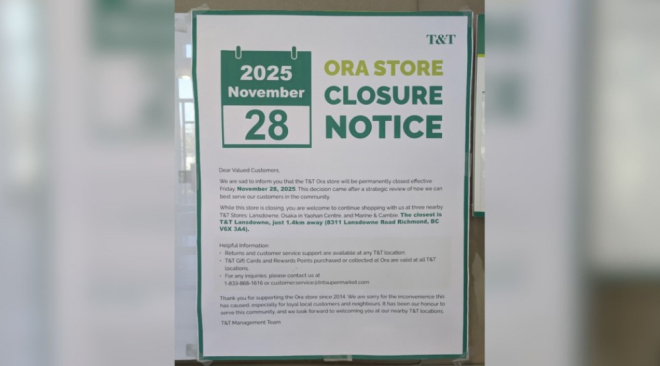 T&T
2025
November
28
ORA STORE
CLOSURE
NOTICE
Dear Valued Customers,
We are sad to inform you that the T&T Ora store will be permanently closed effective
Friday November 28, 2025. This decision came after a strategic review of how we can
best serve our customers in the community.
While this store is closing, you are welcome to continue shopping with us at three nearby
T&T Stores: Lansdowne, Osaka in Yaohan Centre, and Marine & Cambie. The closest is
T&T Lansdowne, just 1.4km away (8311 Lansdowne Road Richmond, BC
V6X 3A4).
Helpful Information
• Returns and customer service support are available at any T&T location.
• T&T Gift Cards and Rewards Points purchased or collected at Ora are valid at all T&T
locations.
• For any inquiries, please contact us at
1-833-868-1616 or customerservice@tntsupermarket.com
Thank you for supporting the Ora store since 2014. We are sorry for the inconvenience this
has caused, especially for loyal local customers and neighbours. It has been our honour to
serve this community, and we look forward to welcoming you at our nearby T&T locations.
T&T Management Team